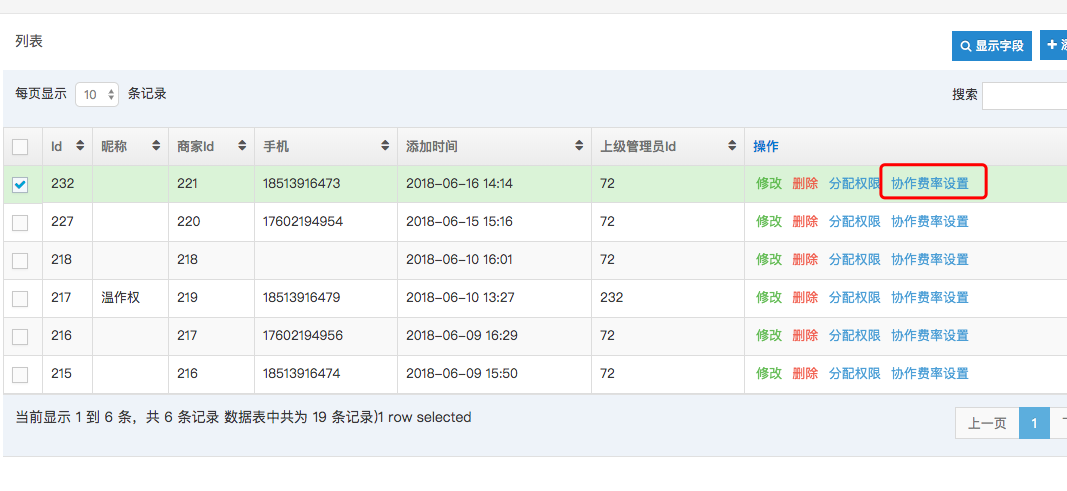 列表
显示字段
每页显示 10 条记录 搜索
Id 昵称 商家Id 手机 添加时间 上级管理员Id 操作
232 221 18513916473 2018-06-16 14:14 72 修改 删除 分配权限 协作费率设置
227 220 17602194954 2018-06-15 15:16 72 修改 删除 分配权限 协作费率设置
218 218 2018-06-10 16:01 72 修改 删除 分配权限 协作费率设置
217 温作权 219 18513916479 2018-06-10 13:27 232 修改 删除 分配权限 协作费率设置
216 217 17602194956 2018-06-09 16:29 72 修改 删除 分配权限 协作费率设置
215 216 18513916474 2018-06-09 15:50 72 修改 删除 分配权限 协作费率设置
当前显示 1 到 6 条，共 6 条记录 数据表中共为 19 条记录)1 row selected
上一页 1